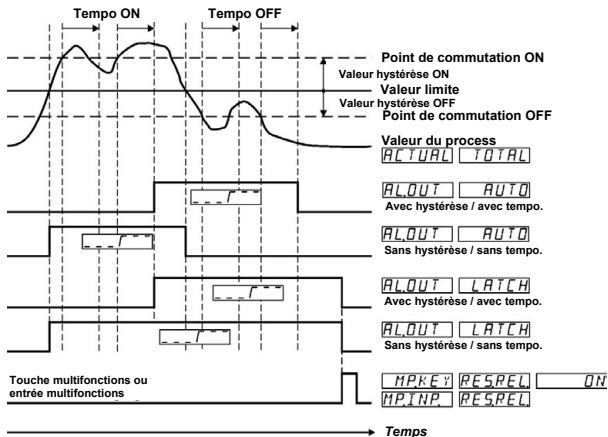 Tempo ON Tempo OFF
Point de commutation ON
Valeur hystérèse ON
Valeur limite
Valeur hystérèse OFF
Point de commutation OFF
Valeur du process
ACTUAL TOTAL
AL.OUT AUTO
Avec hystérèse / avec tempo.
AL.OUT AUTO
Sans hystérèse / sans tempo.
AL.OUT LATCH
Avec hystérèse / avec tempo.
AL.OUT LATCH
Sans hystérèse / sans tempo.
Touche multifonctions ou
entrée multifonctions
MP.KEY RES.REL. ON
MP.INP. RES.REL.
Temps